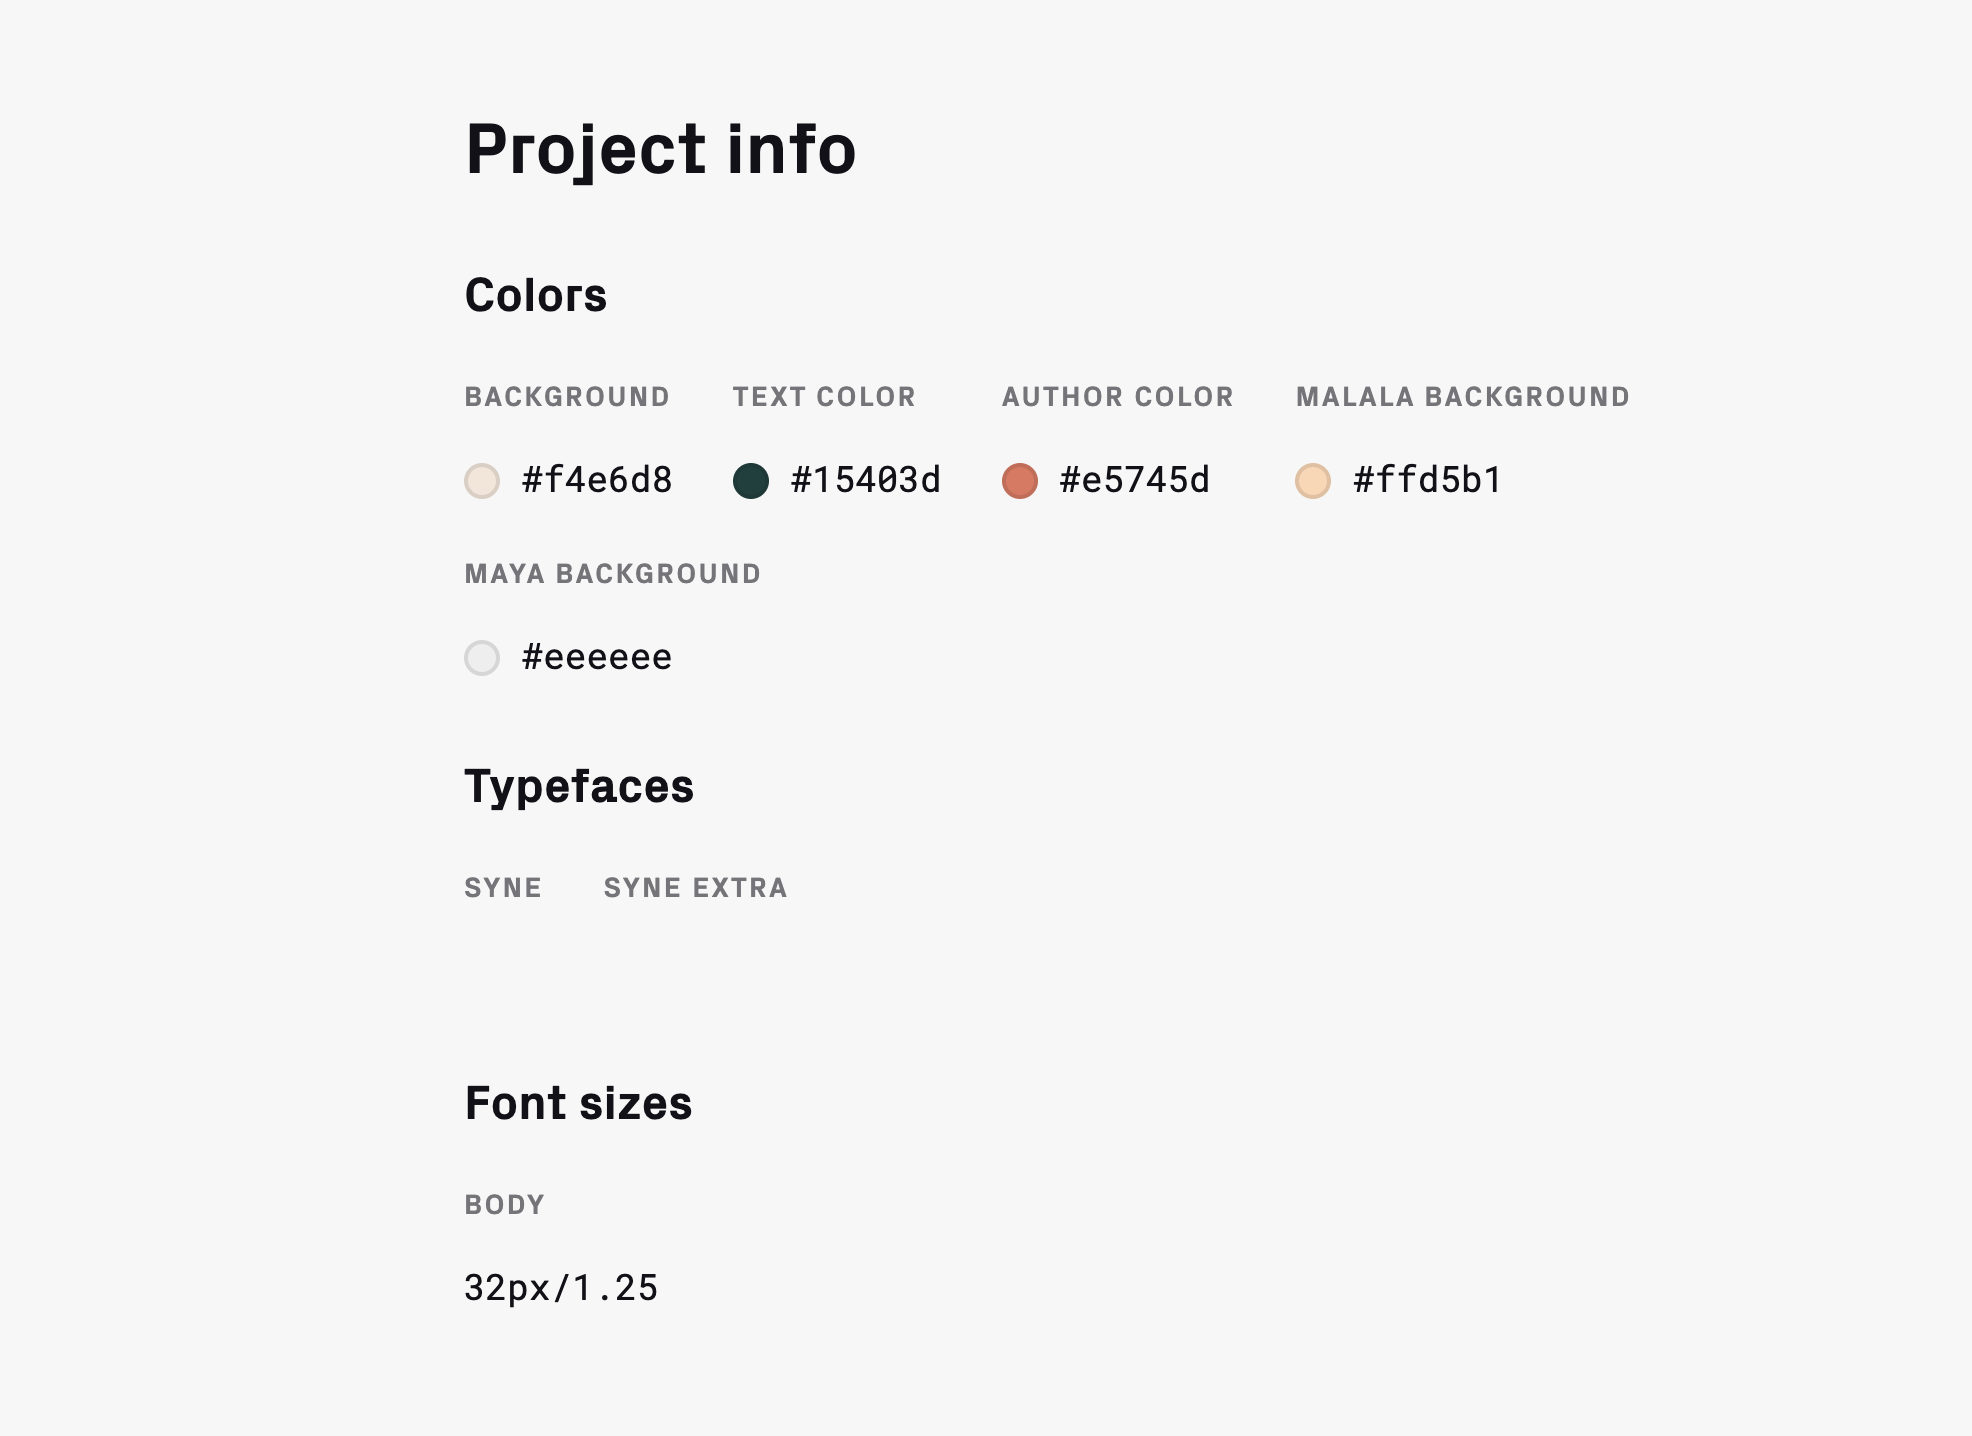 Project info
Colors
BACKGROUND TEXT COLOR AUTHOR COLOR MALALA BACKGROUND
#f4e6d8 #15403d #e5745d #ffd5b1
MAYA BACKGROUND
#eeeeee
Typefaces
SYNE SYNE EXTRA
Font sizes
BODY
32px/1.25